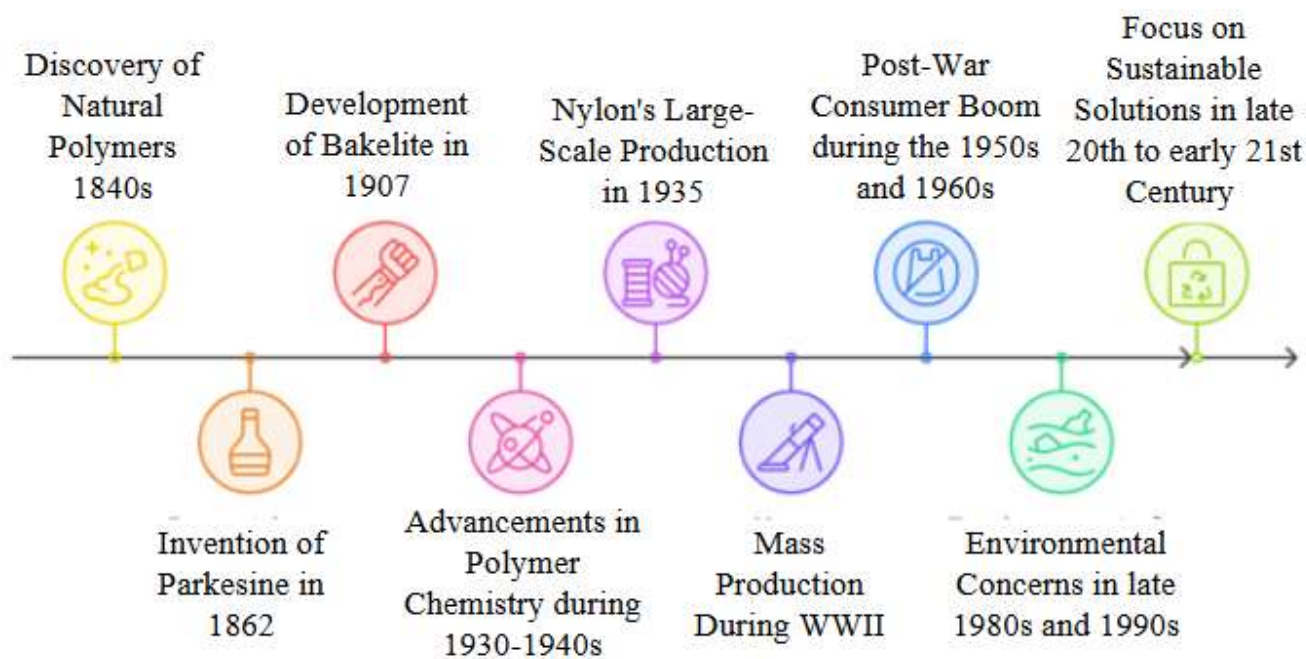 Discovery of
Natural
Polymers
1840s
Invention of
Parkesine in
1862
Development
of Bakelite in
1907
Advancements in
Polymer
Chemistry during
1930-1940s
Nylon's Large-
Scale Production
in 1935
Mass
Production
During WWII
Post-War
Consumer Boom
during the 1950s
and 1960s
Environmental
Concerns in late
1980s and 1990s
Focus on
Sustainable
Solutions in late
20th to early 21st
Century